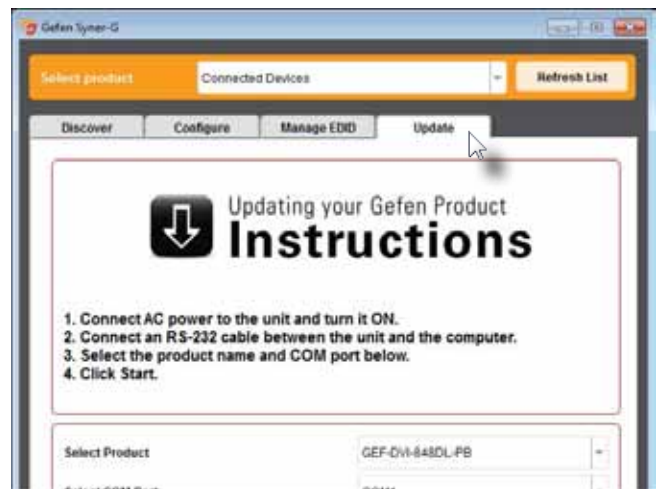 Gefen Syner-G
Select product Connected Devices Refresh List
Discover Configure Manage EDID Update
Updating your Gefen Product
Instructions
1. Connect AC power to the unit and turn it ON.
2. Connect an RS-232 cable between the unit and the computer.
3. Select the product name and COM port below.
4. Click Start.
Select Product GEF-DVI-848DL-PB